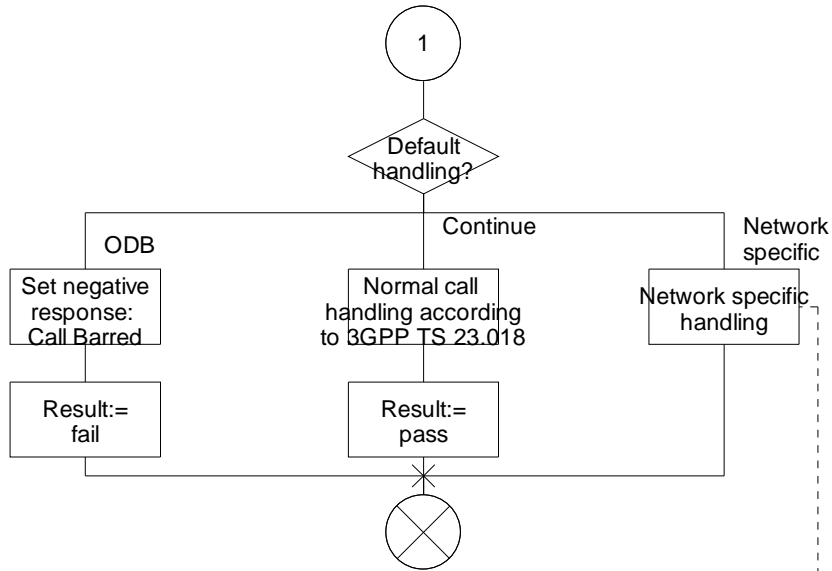 1
Default
handling?
ODB
Continue
Network
specific
Set negative
response:
Call Barred
Normal call
handling according
to 3GPP TS 23.018
Network specific
handling
Result:=
fail
Result:=
pass